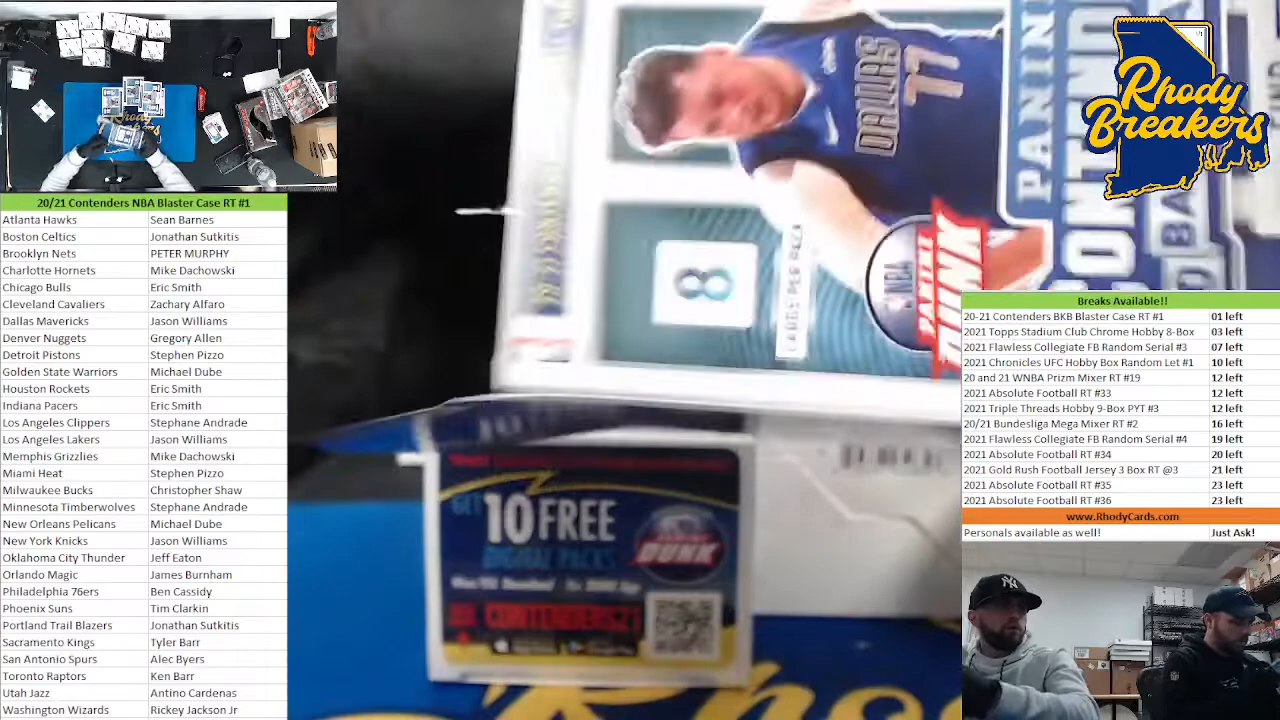 20/21 Contenders NBA Blaster Case RT #1
Atlanta Hawks Sean Barnes
Boston Celtics Jonathan Sutkitis
Brooklyn Nets PETER MURPHY
Charlotte Hornets Mike Dachowski
Chicago Bulls Eric Smith
Cleveland Cavaliers Zachary Alfaro
Dallas Mavericks Jason Williams
Denver Nuggets Gregory Allen
Detroit Pistons Stephen Pizzo
Golden State Warriors Michael Dube
Houston Rockets Eric Smith
Indiana Pacers Eric Smith
Los Angeles Clippers Stephane Andrade
Los Angeles Lakers Jason Williams
Memphis Grizzlies Mike Dachowski
Miami Heat Stephen Pizzo
Milwaukee Bucks Christopher Shaw
Minnesota Timberwolves Stephane Andrade
New Orleans Pelicans Michael Dube
New York Knicks Jason Williams
Oklahoma City Thunder Jeff Eaton
Orlando Magic James Burnham
Philadelphia 76ers Ben Cassidy
Phoenix Suns Tim Clarkin
Portland Trail Blazers Jonathan Sutkitis
Sacramento Kings Tyler Barr
San Antonio Spurs Alec Byers
Toronto Raptors Ken Barr
Utah Jazz Antino Cardenas
Washington Wizards Rickey Jackson Jr
DALLAS
77
PANINI
8
CARDS PER PACK
NBA
DUNK
GET 10 FREE
DIGITAL PACKS
DUNK
Rhody
Breakers
Breaks Available!!
20-21 Contenders BKB Blaster Case RT #1 01 left
2021 Topps Stadium Club Chrome Hobby 8-Box 03 left
2021 Flawless Collegiate FB Random Serial #3 07 left
2021 Chronicles UFC Hobby Box Random Let #1 10 left
20 and 21 WNBA Prizm Mixer RT #19 12 left
2021 Absolute Football RT #33 12 left
2021 Triple Threads Hobby 9-Box PYT #3 12 left
20/21 Bundesliga Mega Mixer RT #2 16 left
2021 Flawless Collegiate FB Random Serial #4 19 left
2021 Absolute Football RT #34 20 left
2021 Gold Rush Football Jersey 3 Box RT @3 21 left
2021 Absolute Football RT #35 23 left
2021 Absolute Football RT #36 23 left
www.RhodyCards.com
Personals available as well! Just Ask!